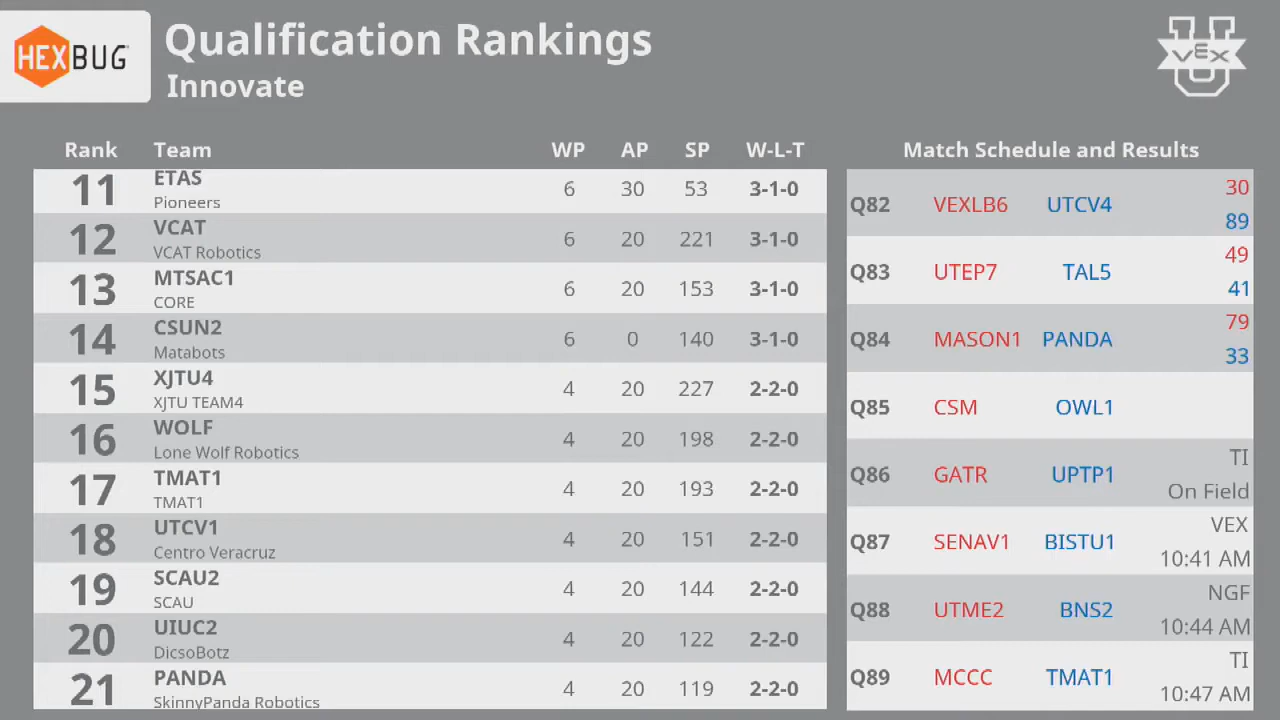 HEXBUG
Qualification Rankings
Innovate
VEX U
Rank Team WP AP SP W-L-T
11 ETAS 6 30 53 3-1-0
Pioneers
12 VCAT 6 20 221 3-1-0
VCAT Robotics
13 MTSAC1 6 20 153 3-1-0
CORE
14 CSUN2 6 0 140 3-1-0
Matabots
15 XJTU4 4 20 227 2-2-0
XJTU TEAM4
16 WOLF 4 20 198 2-2-0
Lone Wolf Robotics
17 TMAT1 4 20 193 2-2-0
TMAT1
18 UTCV1 4 20 151 2-2-0
Centro Veracruz
19 SCAU2 4 20 144 2-2-0
SCAU
20 UIUC2 4 20 122 2-2-0
DicsoBotz
21 PANDA 4 20 119 2-2-0
SkinnyPanda Robotics
Match Schedule and Results
Q82 VEXLB6 UTCV4 30
89
Q83 UTEP7 TAL5 49
41
Q84 MASON1 PANDA 79
33
Q85 CSM OWL1
Q86 GATR UPTP1 TI
On Field
Q87 SENAV1 BISTU1 VEX
10:41 AM
Q88 UTME2 BNS2 NGF
10:44 AM
Q89 MCCC TMAT1 TI
10:47 AM